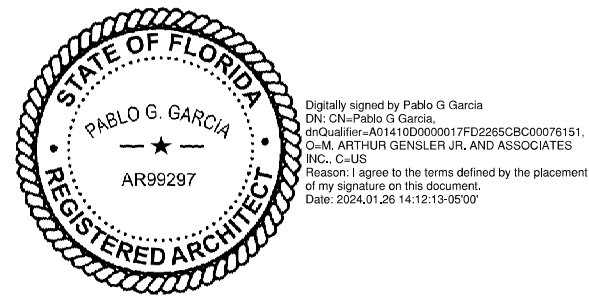 STATE OF FLORIDA
PABLO G. GARCIA
AR99297
REGISTERED ARCHITECT
Digitally signed by Pablo G Garcia
DN: CN=Pablo G Garcia,
dnQualifier=A01410D0000017FD2265CBC00076151,
O=M. ARTHUR GENSLER JR. AND ASSOCIATES
INC., C=US
Reason: I agree to the terms defined by the placement
of my signature on this document.
Date: 2024.01.26 14:12:13-05'00'